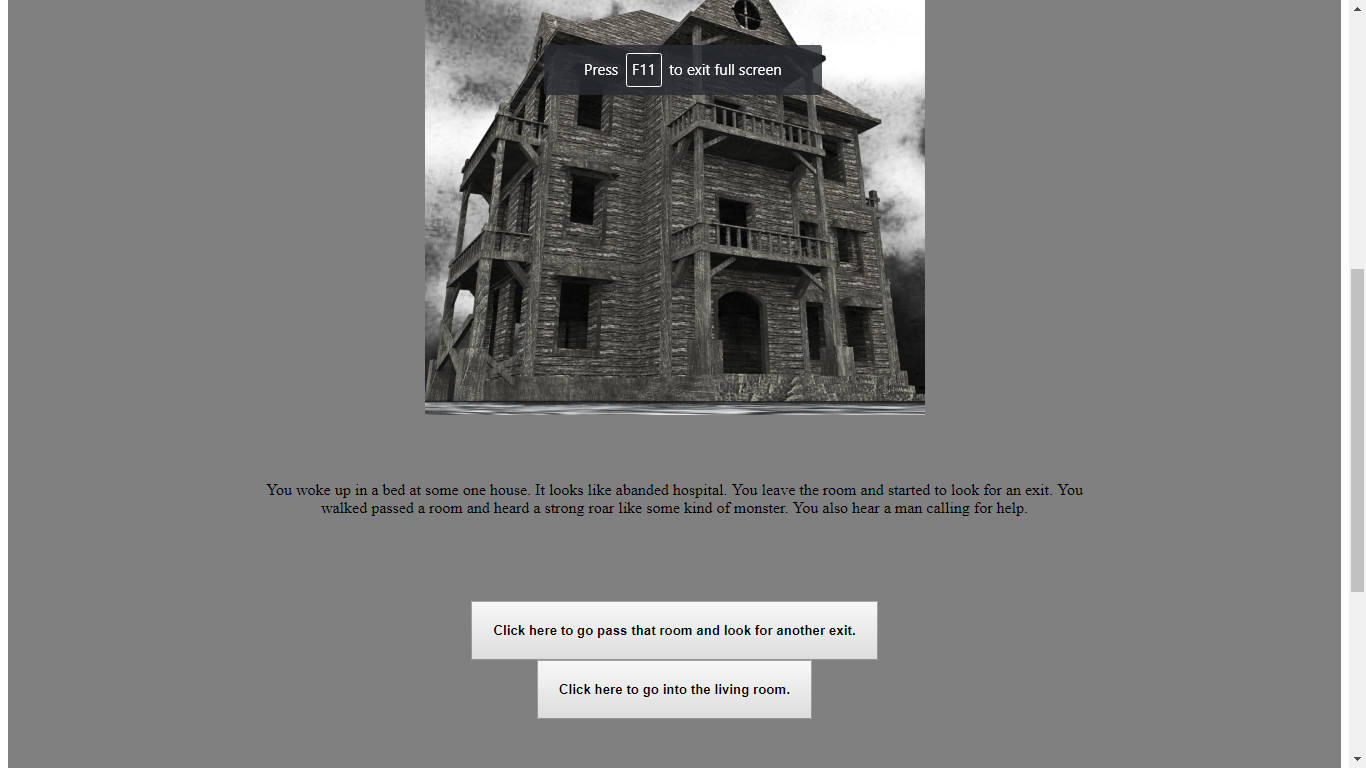 Press F11 to exit full screen
You woke up in a bed at some one house. It looks like abanded hospital. You leave the room and started to look for an exit. You
walked passed a room and heard a strong roar like some kind of monster. You also hear a man calling for help.
Click here to go pass that room and look for another exit.
Click here to go into the living room.